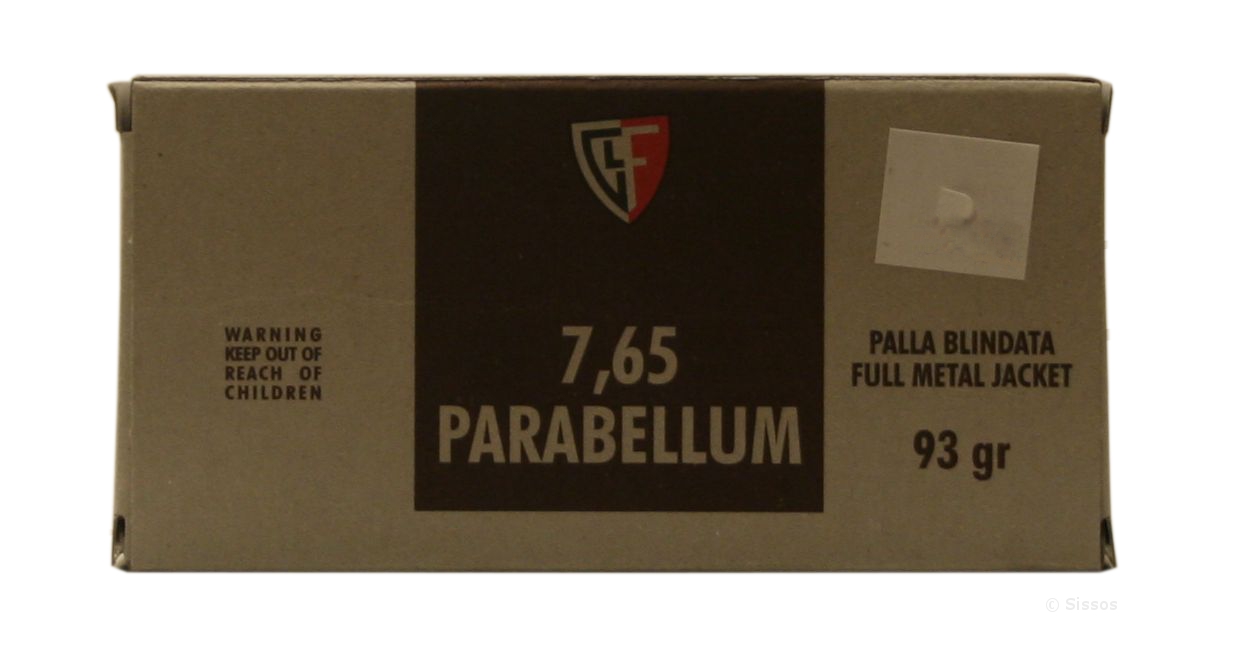 WARNING
KEEP OUT OF
REACH OF
CHILDREN
7,65
PARABELLUM
PALLA BLINDATA
FULL METAL JACKET
93 gr
© Sissos